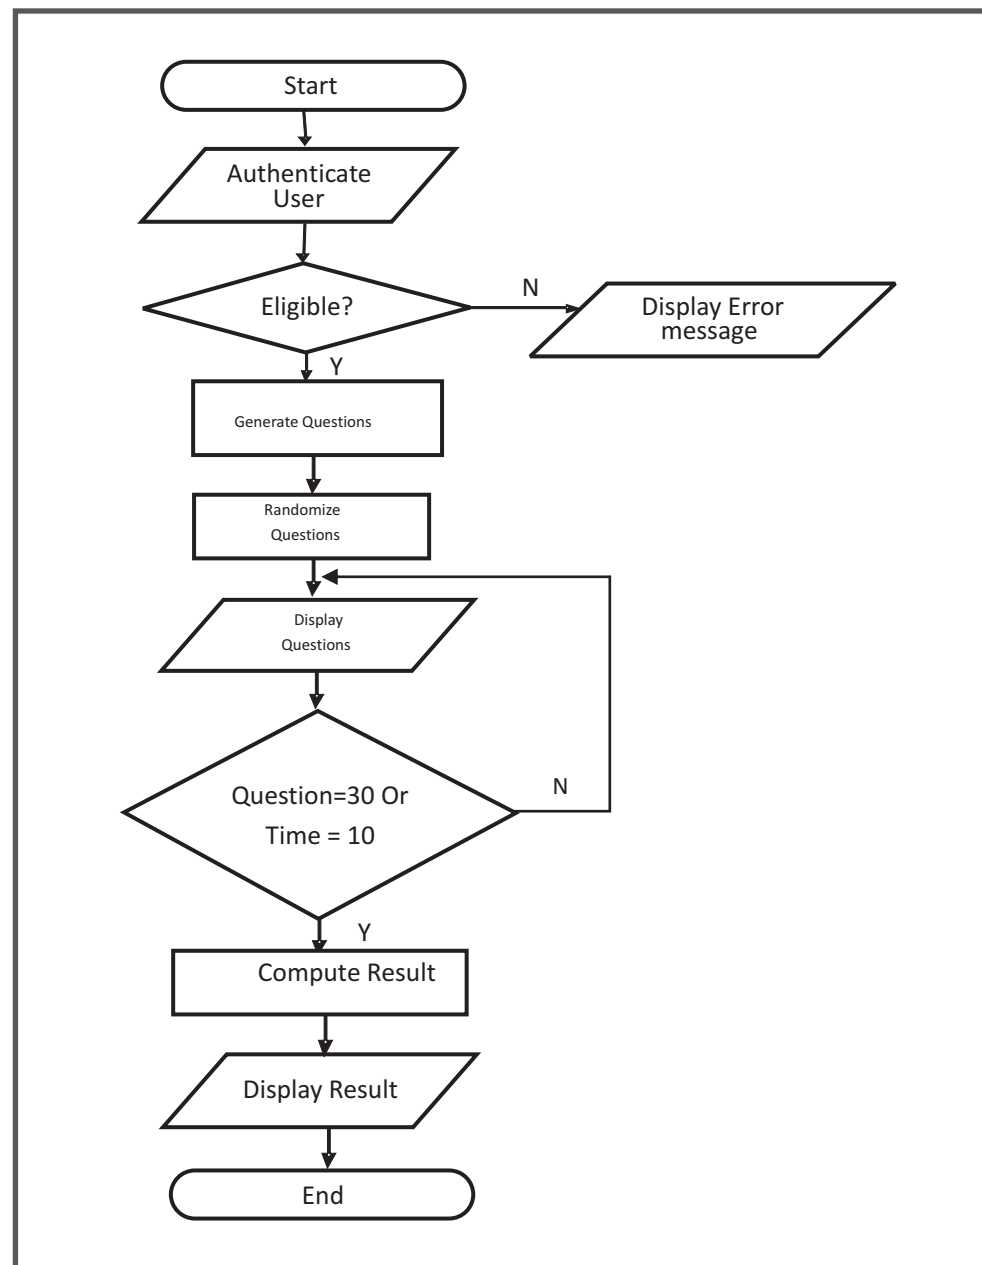 Start
Authenticate
User
Eligible?
N
Display Error
message
Y
Generate Questions
Randomize
Questions
Display
Questions
Question=30 Or
Time = 10
N
Y
Compute Result
Display Result
End